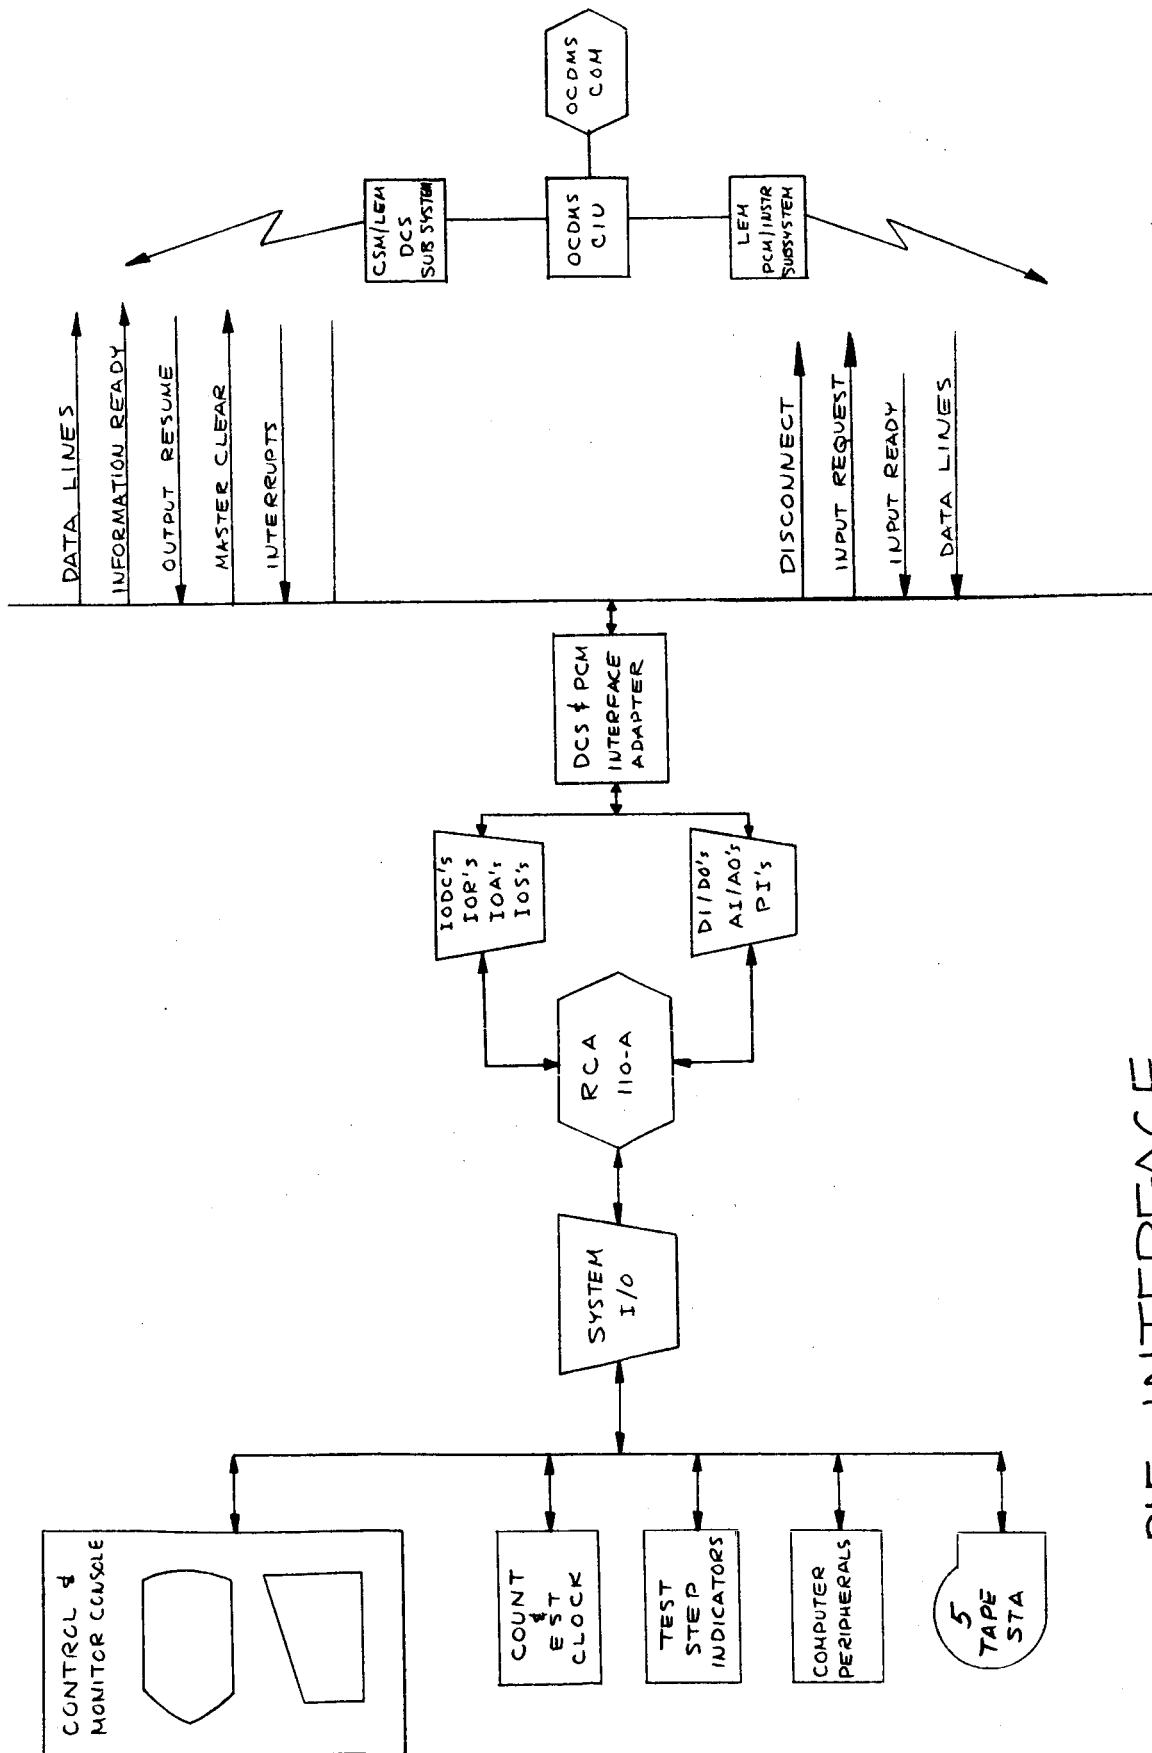 CONTROL &
MONITOR CONSOLE
COUNT
&
EST
CLOCK
TEST
STEP
INDICATORS
COMPUTER
PERIPHERALS
5
TAPE
STA
SYSTEM
I/O
RCA
110-A
IODC's
IOR's
IOA's
IOS's
DI/DO's
AI/AO's
PI's
DCS & PCM
INTERFACE
ADAPTER
DATA LINES
INFORMATION READY
OUTPUT RESUME
MASTER CLEAR
INTERRUPTS
DISCONNECT
INPUT REQUEST
INPUT READY
DATA LINES
CSM/LEM
DCS
SUB SYSTEM
OCDMS
CIU
LEM
PCM/INSTR
SUBSYSTEM
OCDMS
COM
INTERFACE